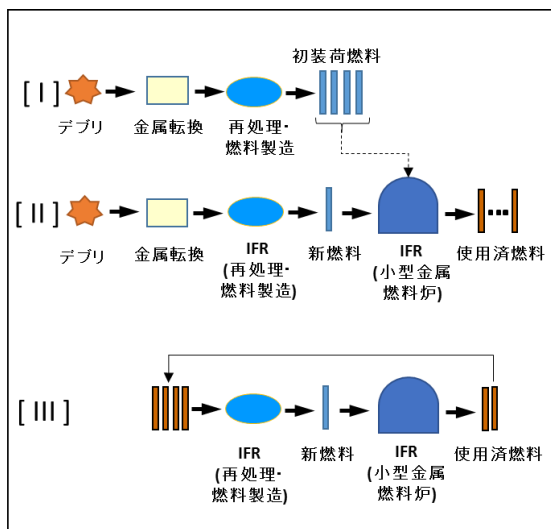 初装荷燃料
[ I ]
デブリ
金属転換
再処理・
燃料製造
[ II ]
デブリ
金属転換
IFR
(再処理・
燃料製造)
新燃料
IFR
(小型金属
燃料炉)
使用済燃料
[ III ]
IFR
(再処理・
燃料製造)
新燃料
IFR
(小型金属
燃料炉)
使用済燃料